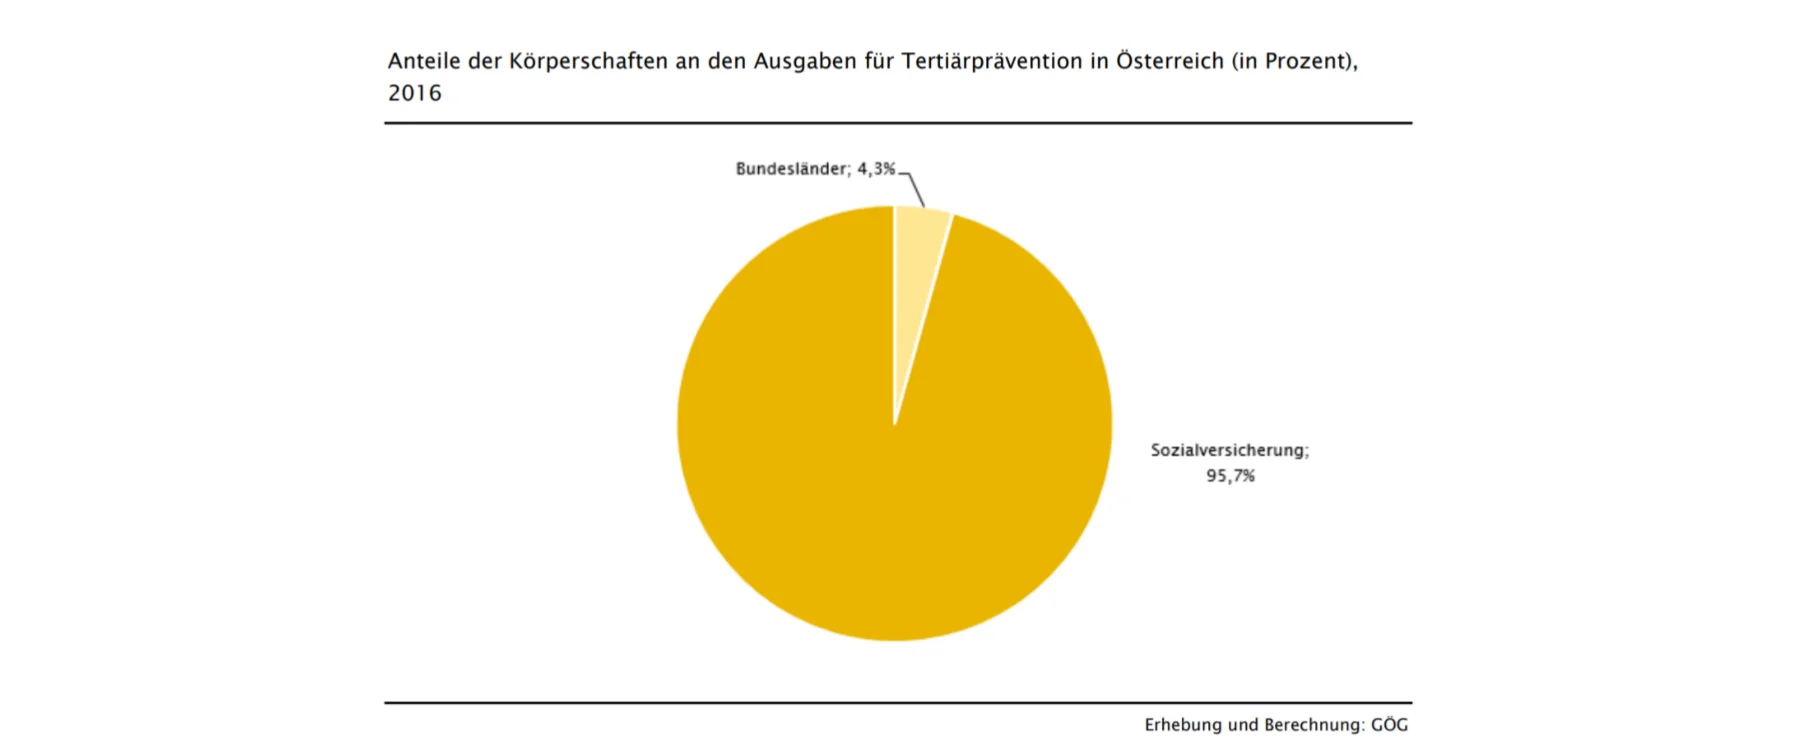 Anteile der Körperschaften an den Ausgaben für Tertiärprävention in Österreich (in Prozent),
2016
Bundesländer; 4,3%
Sozialversicherung;
95,7%
Erhebung und Berechnung: GÖG